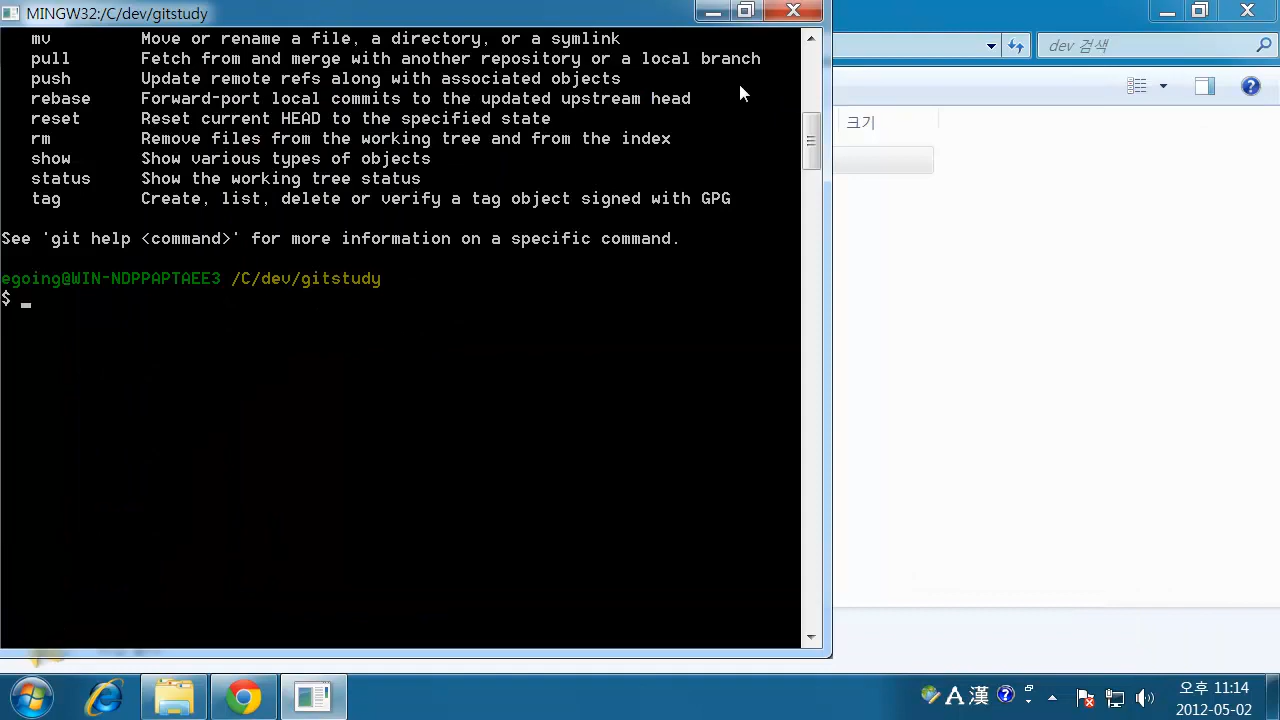 MINGW32:/C/dev/gitstudy
mv Move or rename a file, a directory, or a symlink
pull Fetch from and merge with another repository or a local branch
push Update remote refs along with associated objects
rebase Forward-port local commits to the updated upstream head
reset Reset current HEAD to the specified state
rm Remove files from the working tree and from the index
show Show various types of objects
status Show the working tree status
tag Create, list, delete or verify a tag object signed with GPG
See 'git help <command>' for more information on a specific command.
egoing@WIN-NDPPAPTAEE3 /C/dev/gitstudy
$ _
dev 검색
크기
A 漢
오후 11:14
2012-05-02